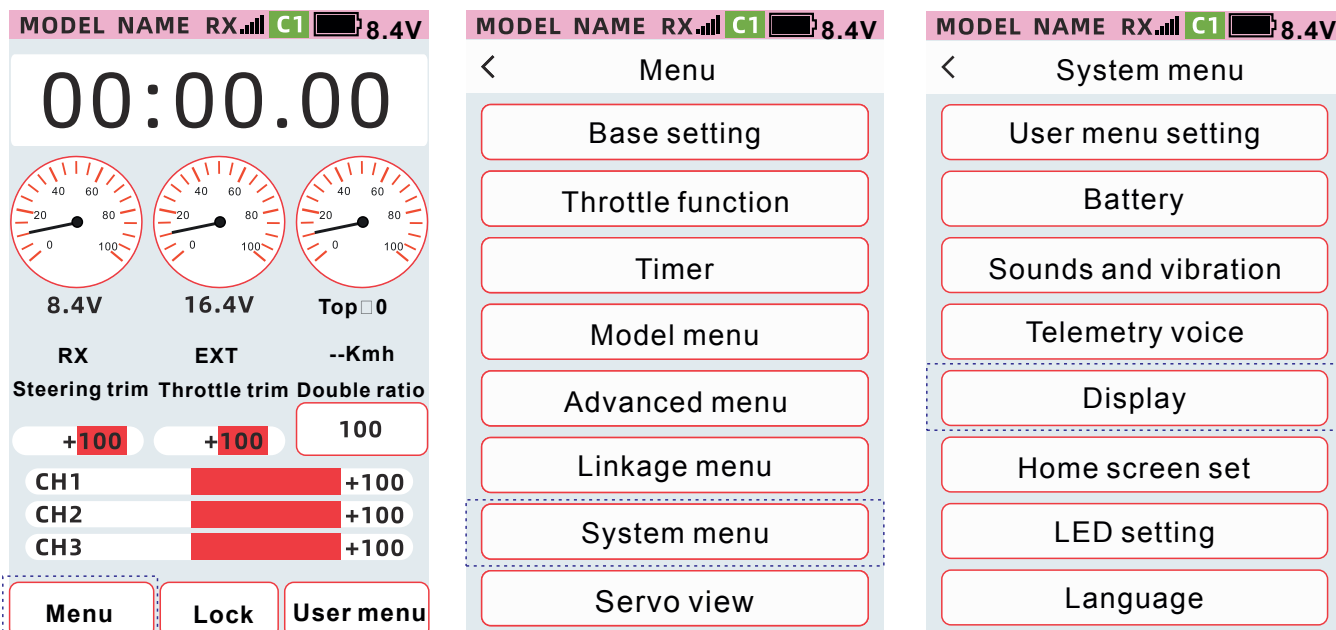 MODEL NAME RX C1 8.4V
00:00.00
40 60 40 60 40 60
20 80 20 80 20 80
0 100 0 100 0 100
8.4V 16.4V Top□0
RX EXT --Kmh
Steering trim Throttle trim Double ratio
+100 +100 100
CH1 +100
CH2 +100
CH3 +100
Menu Lock User menu
MODEL NAME RX C1 8.4V
Menu
Base setting
Throttle function
Timer
Model menu
Advanced menu
Linkage menu
System menu
Servo view
MODEL NAME RX C1 8.4V
System menu
User menu setting
Battery
Sounds and vibration
Telemetry voice
Display
Home screen set
LED setting
Language